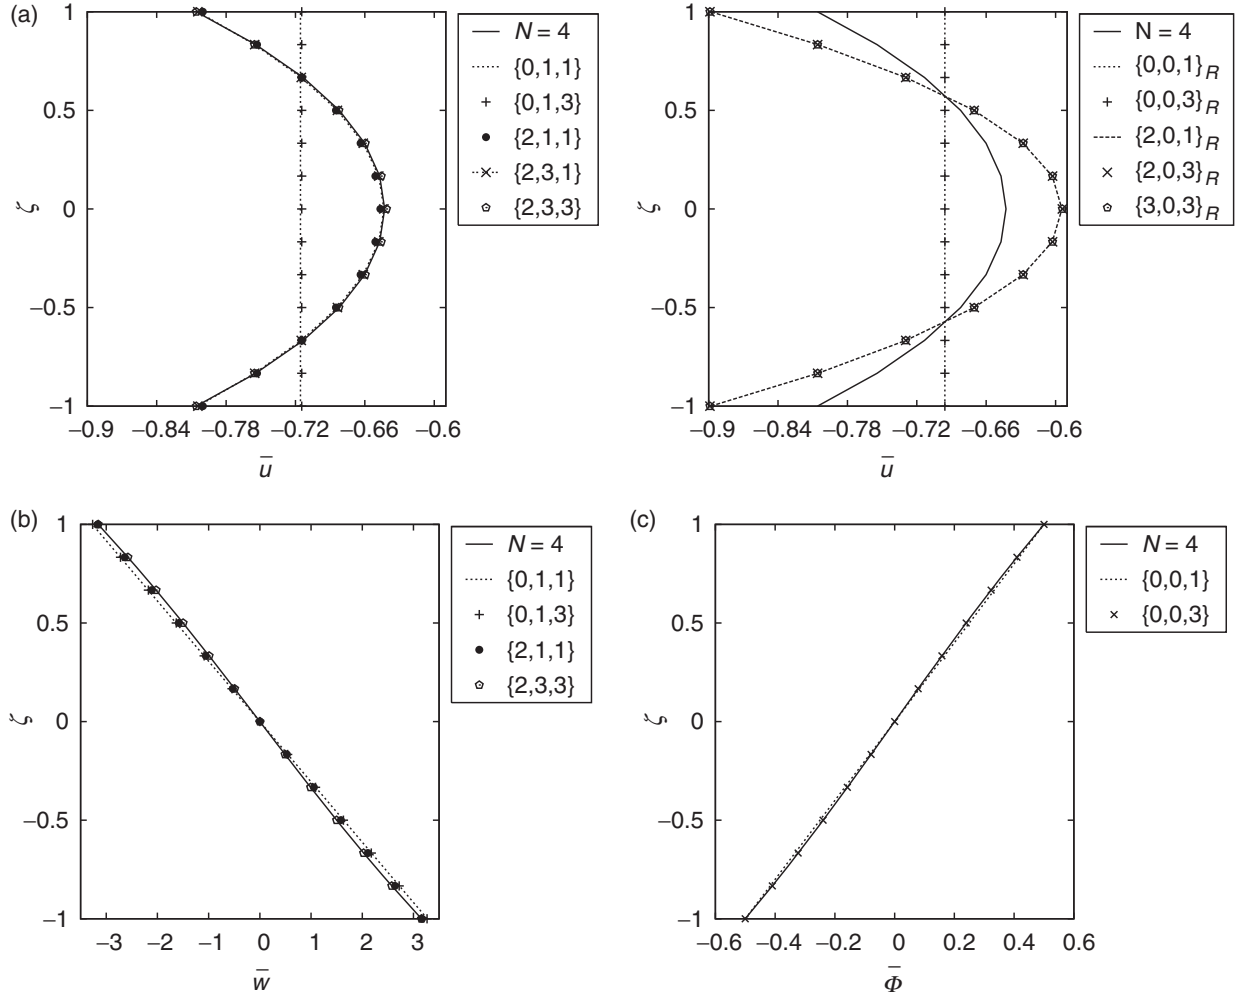 (a)
1
0.5
0
−0.5
−1
ζ
−0.9 −0.84 −0.78 −0.72 −0.66 −0.6
u̅
N = 4
{0,1,1}
{0,1,3}
{2,1,1}
{2,3,1}
{2,3,3}
1
0.5
0
−0.5
−1
ζ
−0.9 −0.84 −0.78 −0.72 −0.66 −0.6
u̅
N = 4
{0,0,1}R
{0,0,3}R
{2,0,1}R
{2,0,3}R
{3,0,3}R
(b)
1
0.5
0
−0.5
−1
ζ
−3 −2 −1 0 1 2 3
w̅
N = 4
{0,1,1}
{0,1,3}
{2,1,1}
{2,3,3}
(c)
1
0.5
0
−0.5
−1
ζ
−0.6 −0.4 −0.2 0 0.2 0.4 0.6
Φ̅
N = 4
{0,0,1}
{0,0,3}